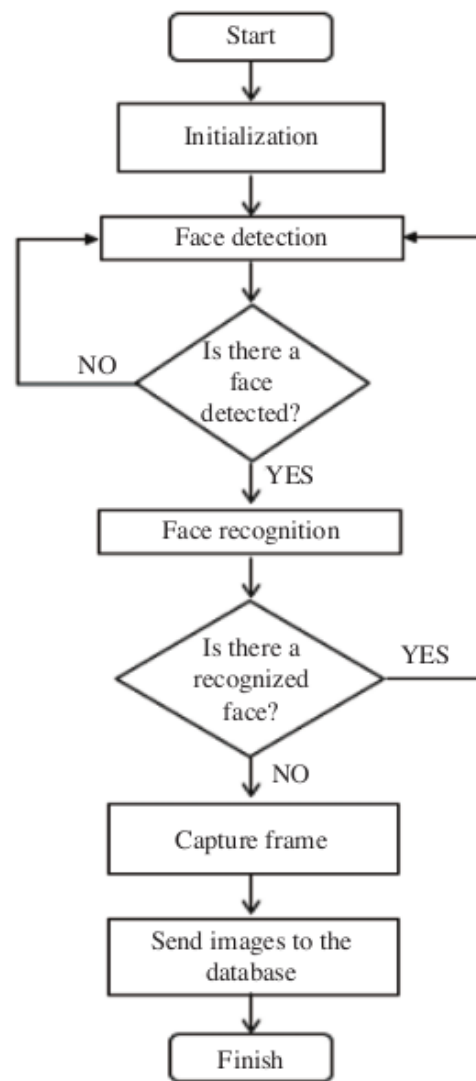 Start
Initialization
Face detection
Is there a
face
NO
detected?
YES
Face recognition
Is there a
YES
recognized
face?
NO
Capture frame
Send images to the
database
Finish